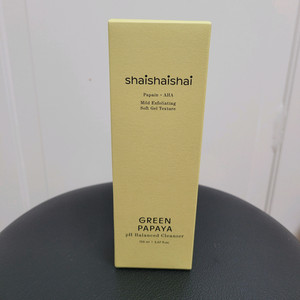 shaishaishai
Papain + AHA
Mild Exfoliating
Soft Gel Texture
GREEN
PAPAYA
pH Balanced Cleanser